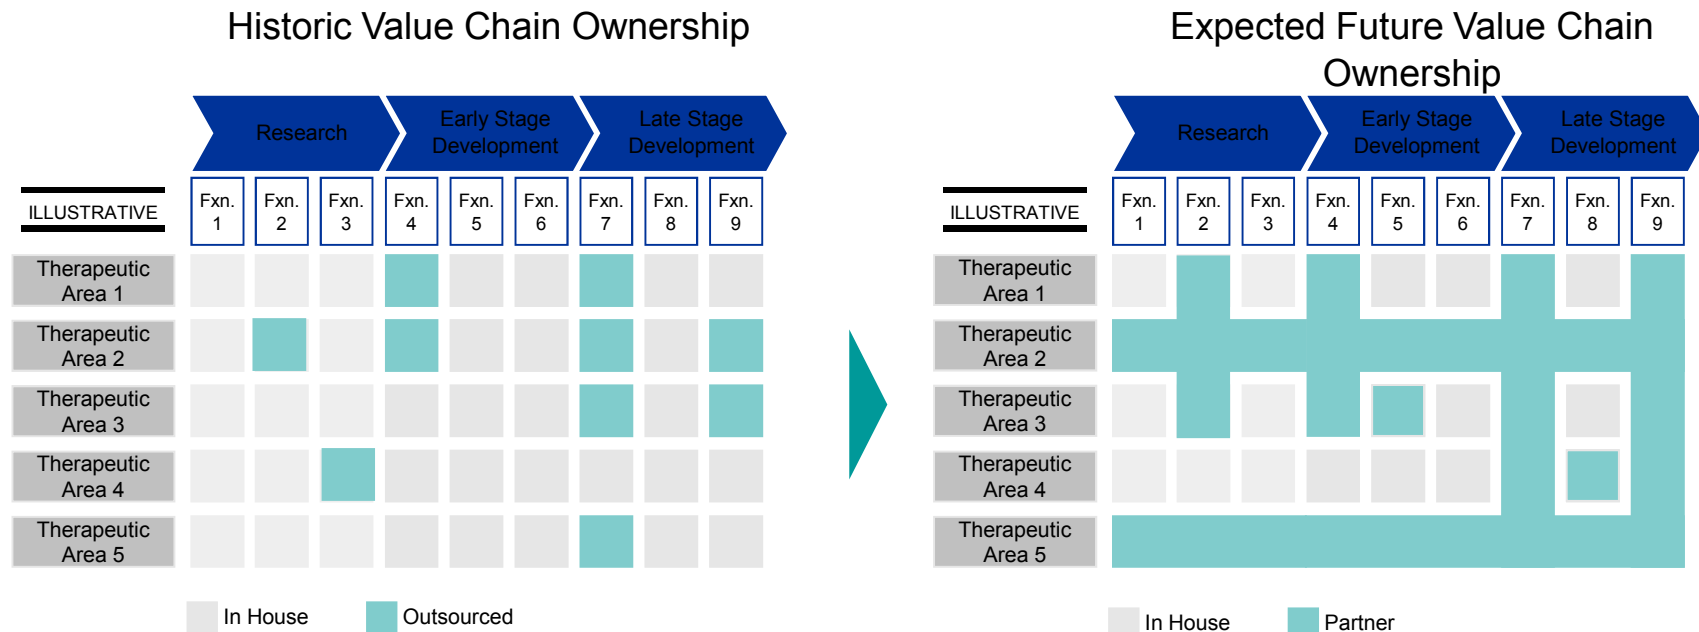 Historic Value Chain Ownership
Research
Early Stage
Development
Late Stage
Development
ILLUSTRATIVE
Fxn.
1
Fxn.
2
Fxn.
3
Fxn.
4
Fxn.
5
Fxn.
6
Fxn.
7
Fxn.
8
Fxn.
9
Therapeutic
Area 1
Therapeutic
Area 2
Therapeutic
Area 3
Therapeutic
Area 4
Therapeutic
Area 5
In House
Outsourced
Expected Future Value Chain
Ownership
Research
Early Stage
Development
Late Stage
Development
ILLUSTRATIVE
Fxn.
1
Fxn.
2
Fxn.
3
Fxn.
4
Fxn.
5
Fxn.
6
Fxn.
7
Fxn.
8
Fxn.
9
Therapeutic
Area 1
Therapeutic
Area 2
Therapeutic
Area 3
Therapeutic
Area 4
Therapeutic
Area 5
In House
Partner